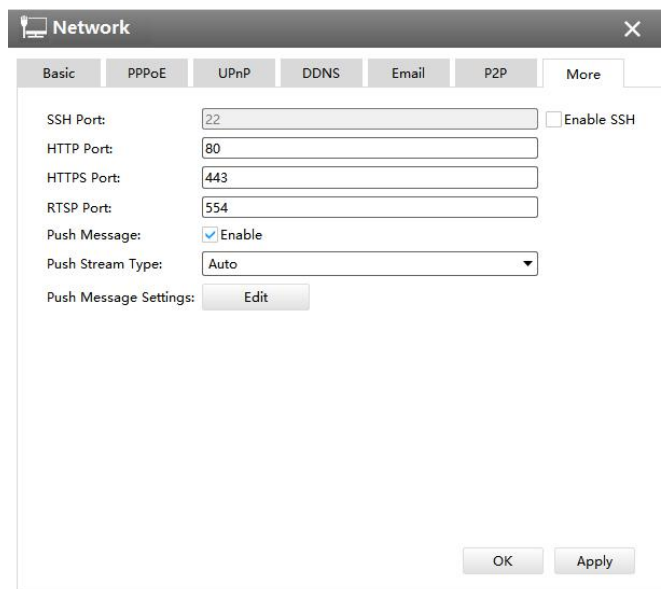 Network
Basic PPPoE UPnP DDNS Email P2P More
SSH Port: 22 Enable SSH
HTTP Port: 80
HTTPS Port: 443
RTSP Port: 554
Push Message: Enable
Push Stream Type: Auto
Push Message Settings: Edit
OK Apply